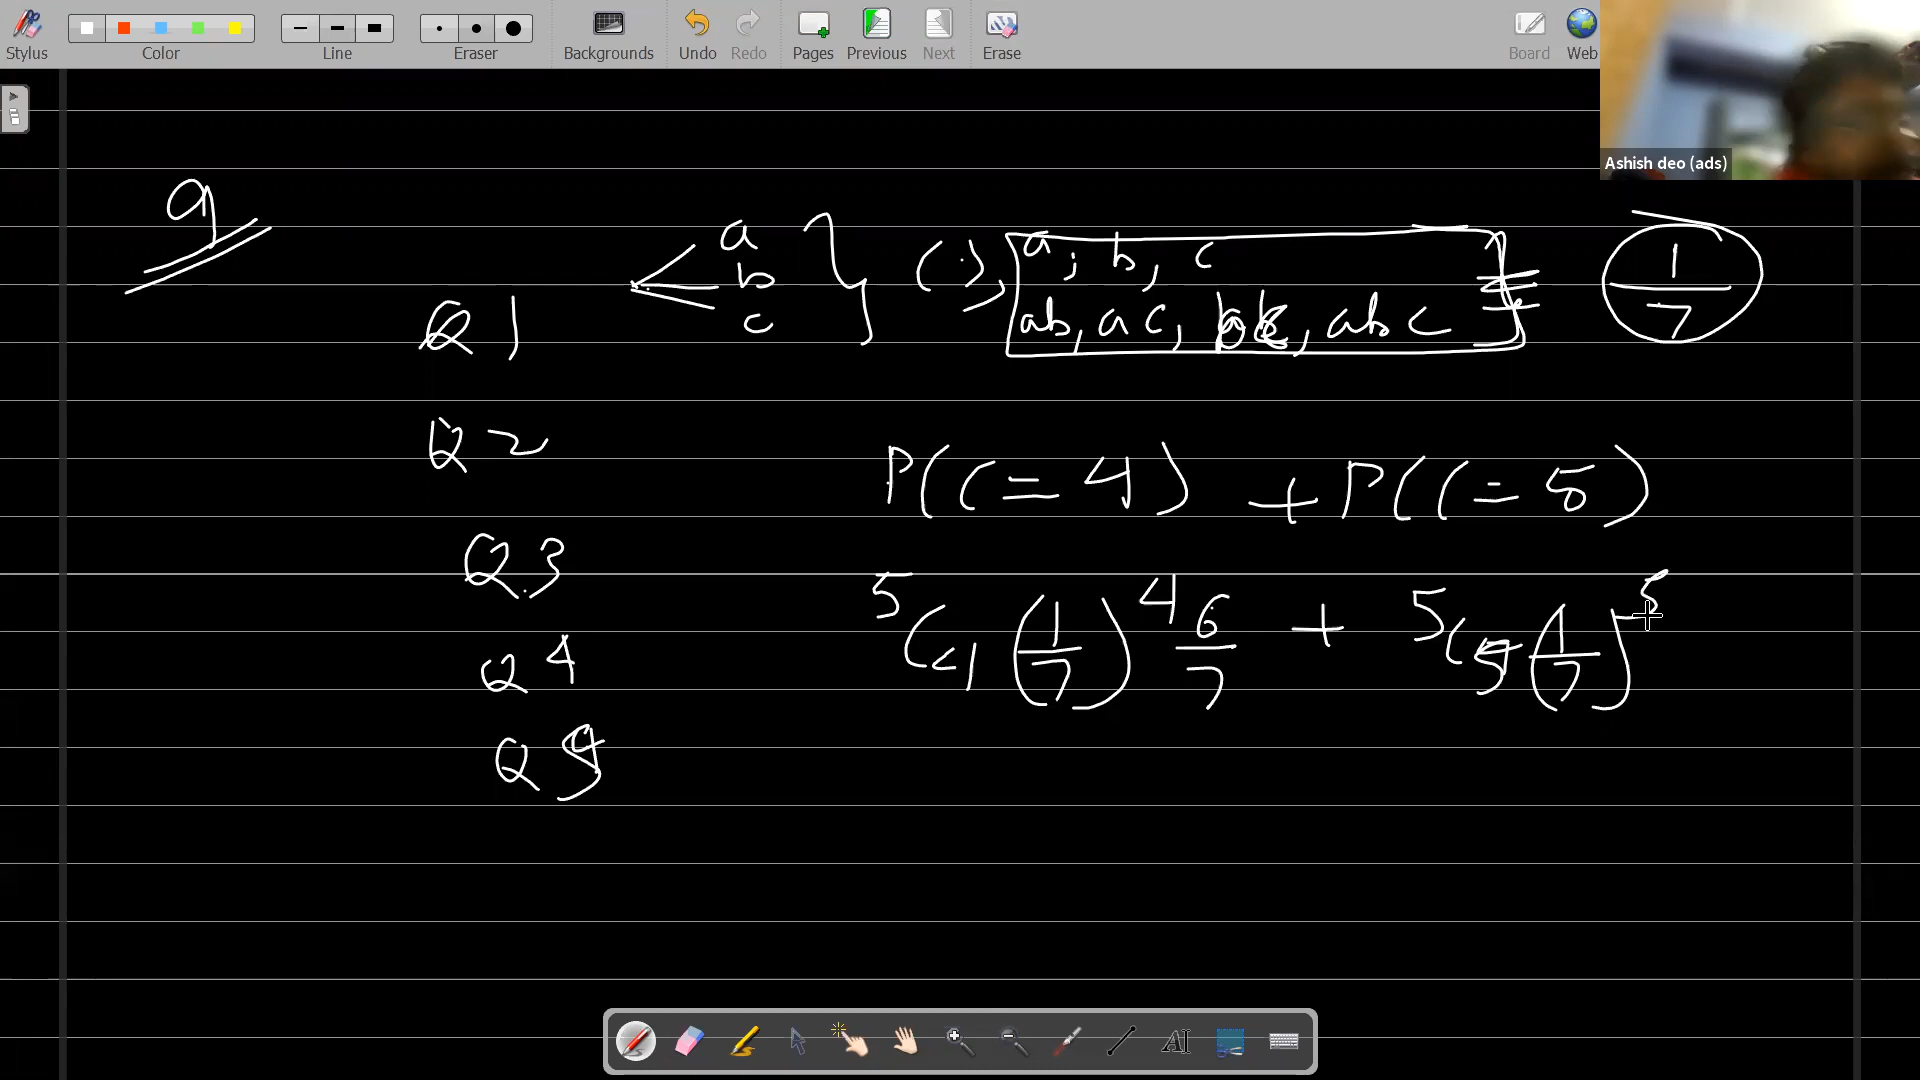 Stylus Color Line Eraser Backgrounds Undo Redo Pages Previous Next Erase Board Web
Ashish deo (ads)
9
a
b
c
(·), a, b, c
ab, ac, bc, abc
1/7
Q1
Q2
P(C=4) + P(C=5)
Q3
⁵C₄ (1/7)⁴ 6/7 + ⁵C₅ (1/7)⁵
Q4
Q5